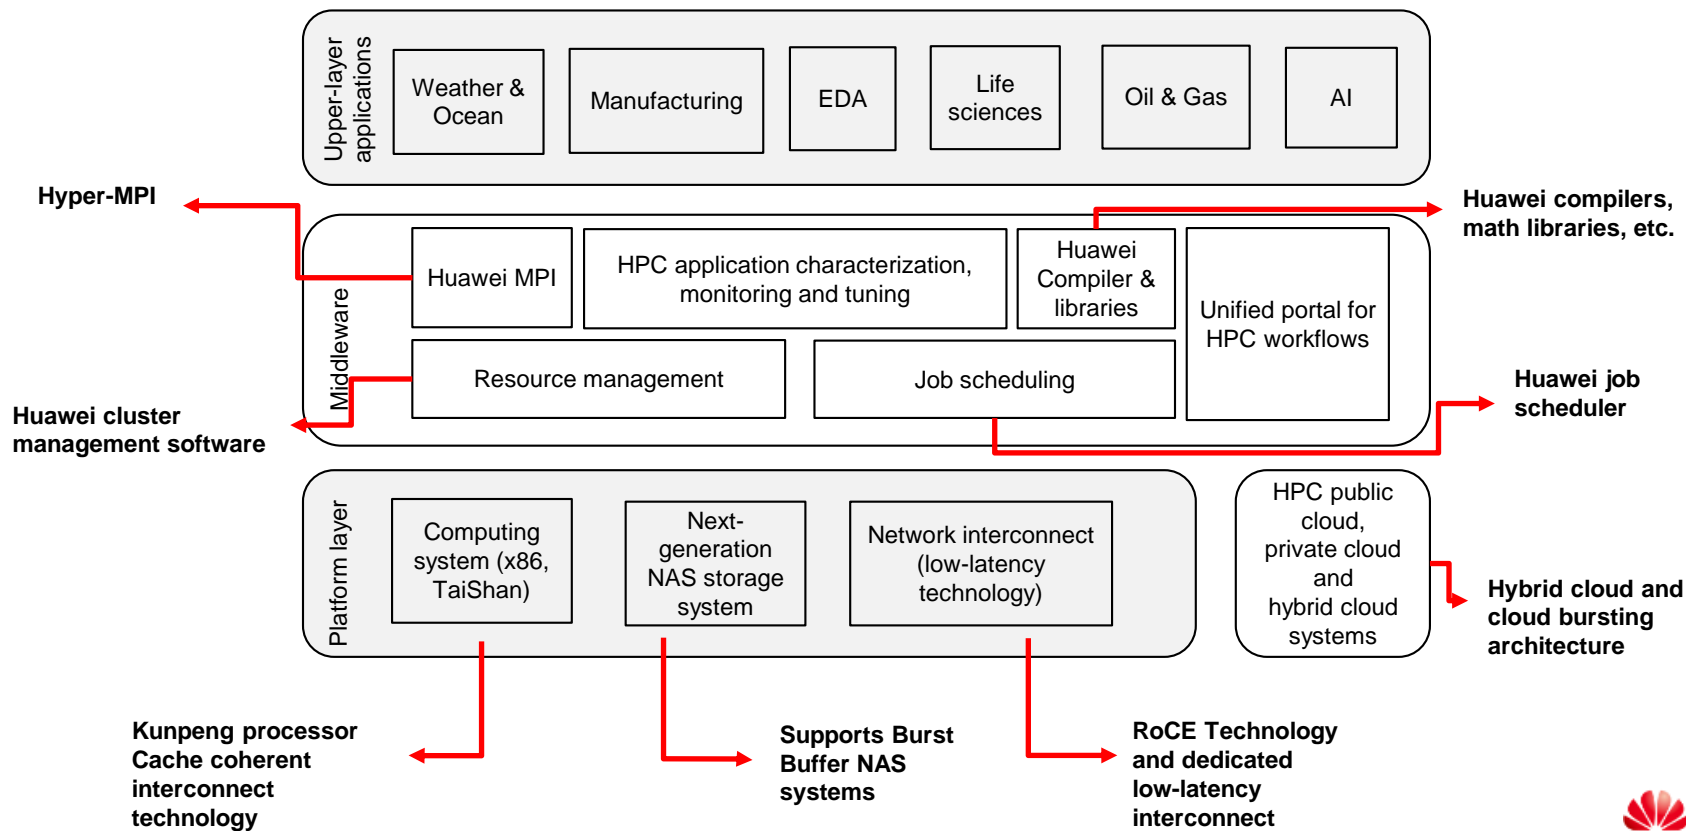 Upper-layer
applications
Weather &
Ocean
Manufacturing
EDA
Life
sciences
Oil & Gas
AI
Hyper-MPI
Huawei compilers,
math libraries, etc.
Middleware
Huawei MPI
HPC application characterization,
monitoring and tuning
Huawei
Compiler &
libraries
Unified portal for
HPC workflows
Resource management
Job scheduling
Huawei job
scheduler
Huawei cluster
management software
Platform layer
Computing
system (x86,
TaiShan)
Next-
generation
NAS storage
system
Network interconnect
(low-latency
technology)
HPC public
cloud,
private cloud
and
hybrid cloud
systems
Hybrid cloud and
cloud bursting
architecture
Kunpeng processor
Cache coherent
interconnect
technology
Supports Burst
Buffer NAS
systems
RoCE Technology
and dedicated
low-latency
interconnect